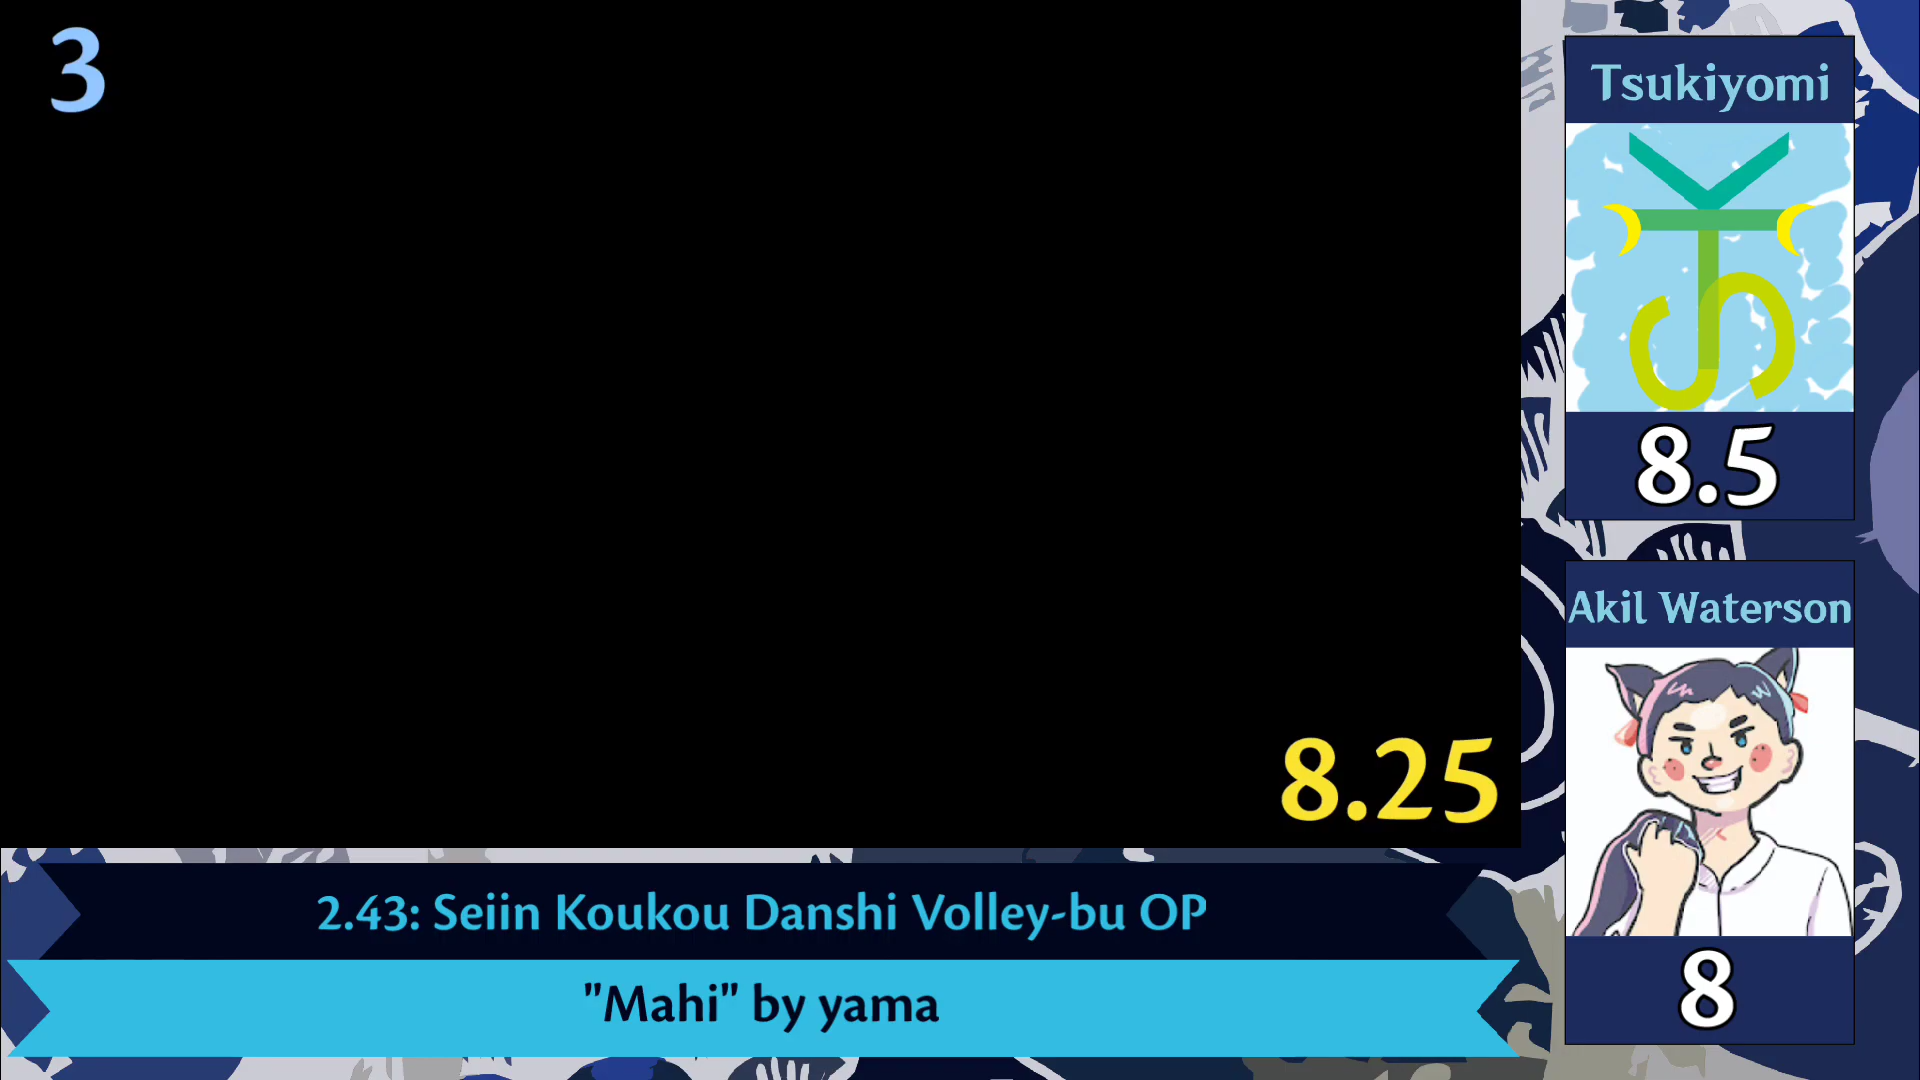 3
8.25
2.43: Seiin Koukou Danshi Volley-bu OP
"Mahi" by yama
Tsukiyomi
8.5
Akil Waterson
8